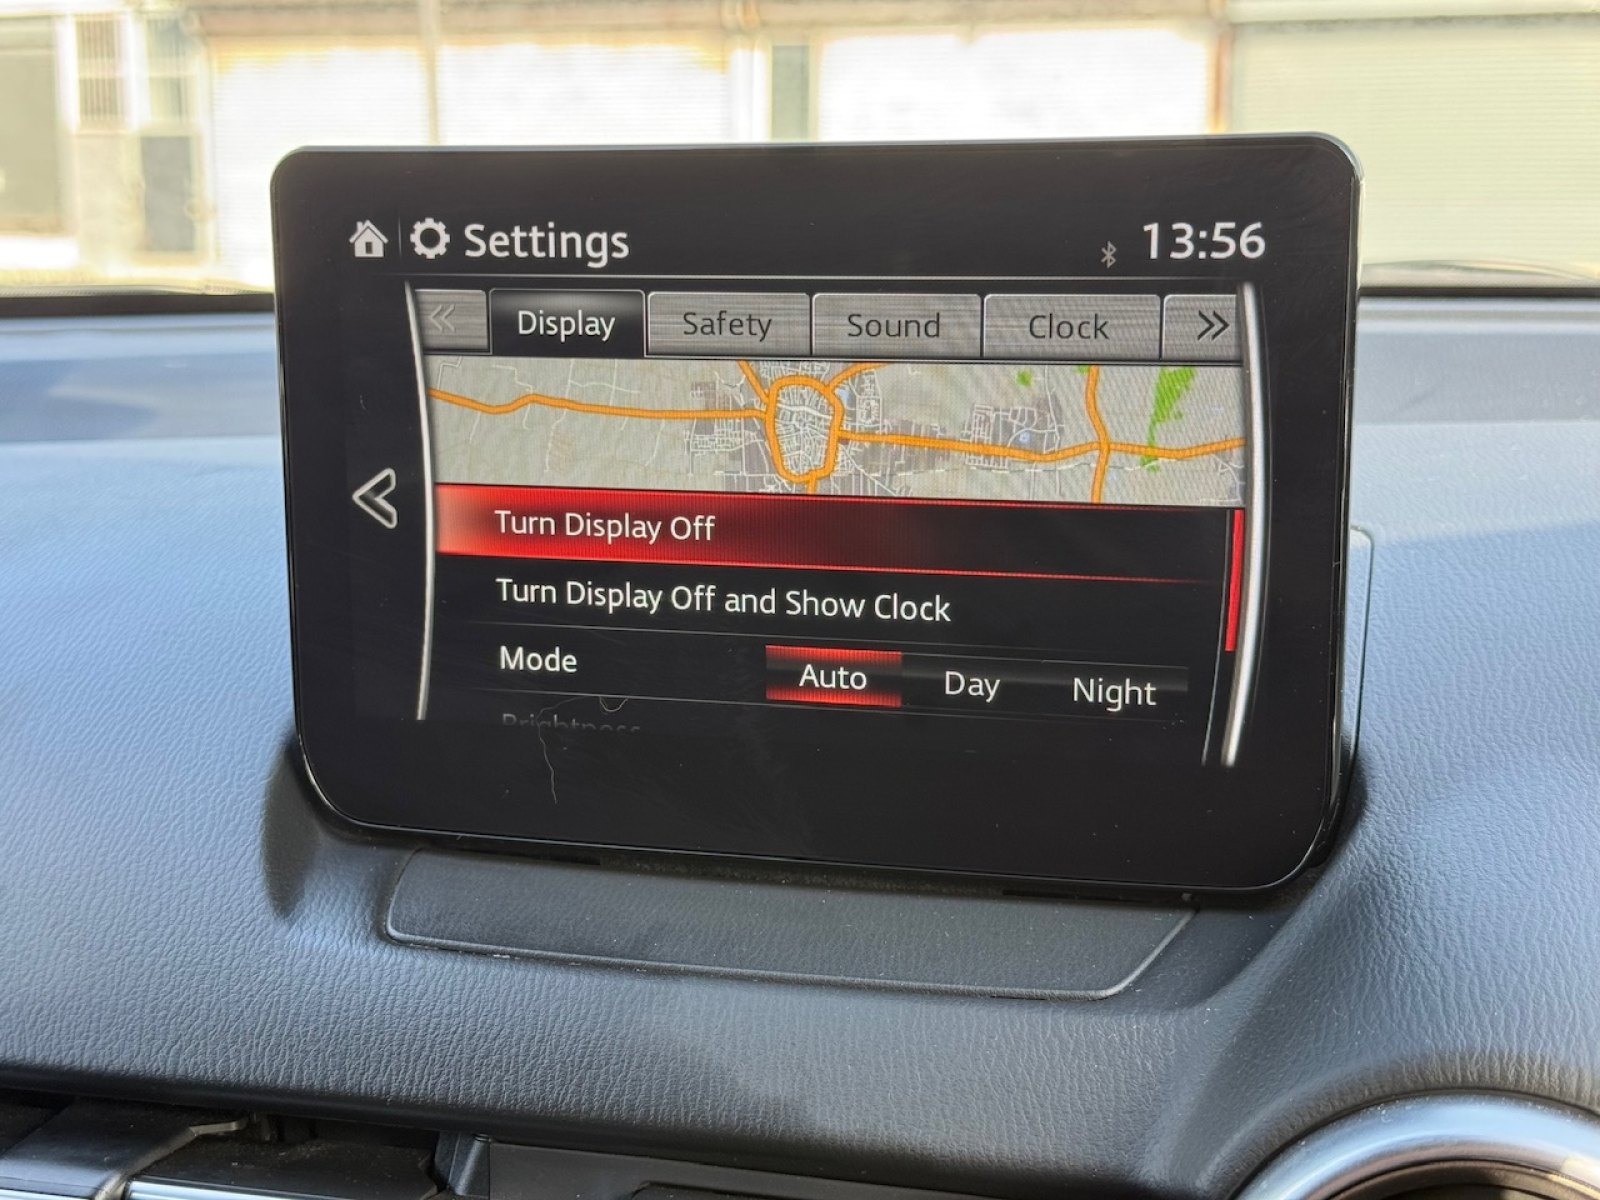 Settings
13:56
Display Safety Sound Clock
Turn Display Off
Turn Display Off and Show Clock
Mode Auto Day Night
Brightness